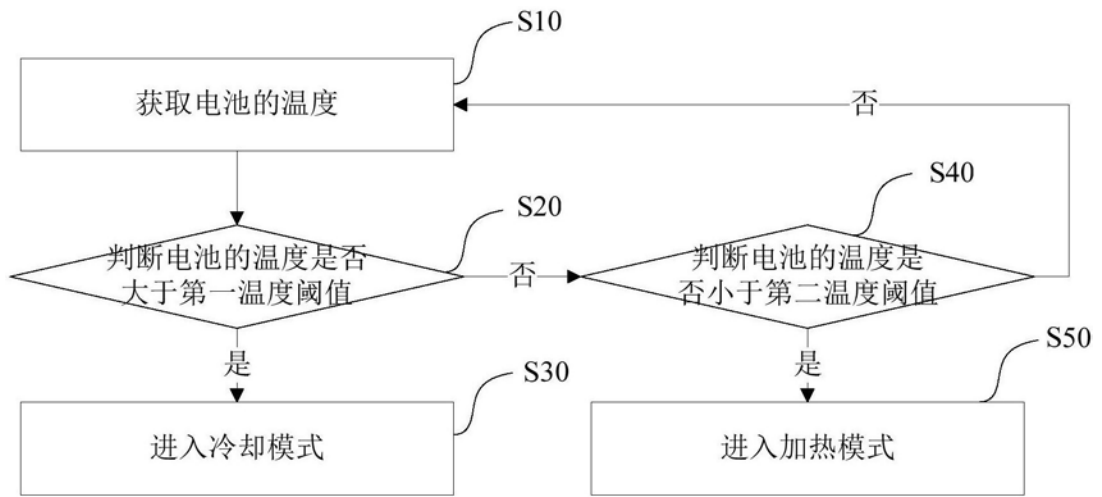 S10
获取电池的温度
否
S20
判断电池的温度是否
大于第一温度阈值
否
S40
判断电池的温度是
否小于第二温度阈值
是
S30
进入冷却模式
是
S50
进入加热模式